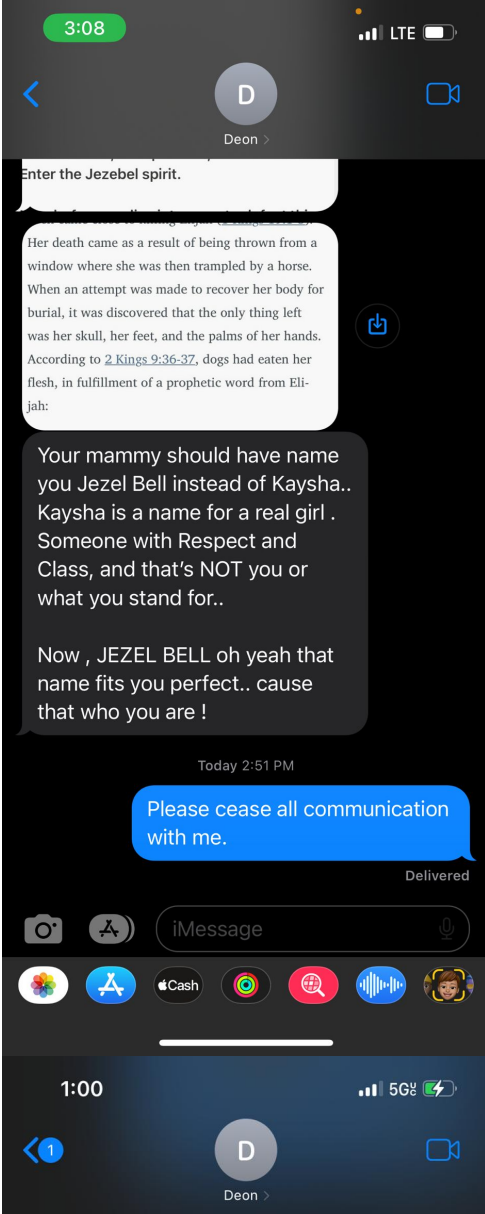 3:08
LTE
D
Deon >
Enter the Jezebel spirit.
Her death came as a result of being thrown from a
window where she was then trampled by a horse.
When an attempt was made to recover her body for
burial, it was discovered that the only thing left
was her skull, her feet, and the palms of her hands.
According to 2 Kings 9:36-37, dogs had eaten her
flesh, in fulfillment of a prophetic word from Eli-
jah:
Your mammy should have name
you Jezel Bell instead of Kaysha..
Kaysha is a name for a real girl .
Someone with Respect and
Class, and that's NOT you or
what you stand for..
Now , JEZEL BELL oh yeah that
name fits you perfect.. cause
that who you are !
Today 2:51 PM
Please cease all communication
with me.
Delivered
iMessage
Cash
1:00
5G
1
D
Deon >